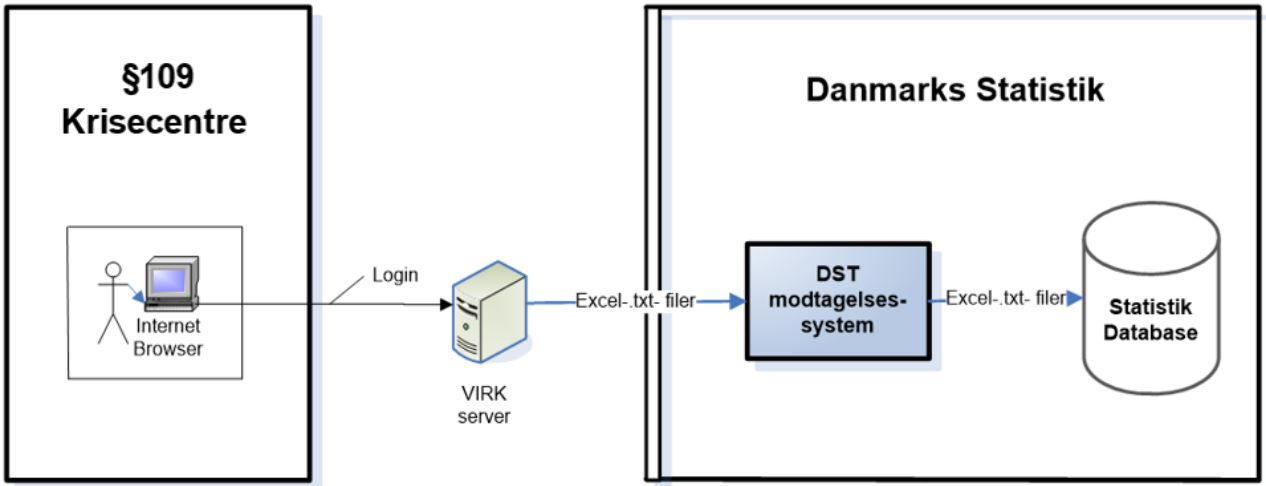 §109
Krisecentre
Internet
Browser
Login
VIRK
server
Excel-.txt- filer
Danmarks Statistik
DST
modtagelses-
system
Excel-.txt- filer
Statistik
Database